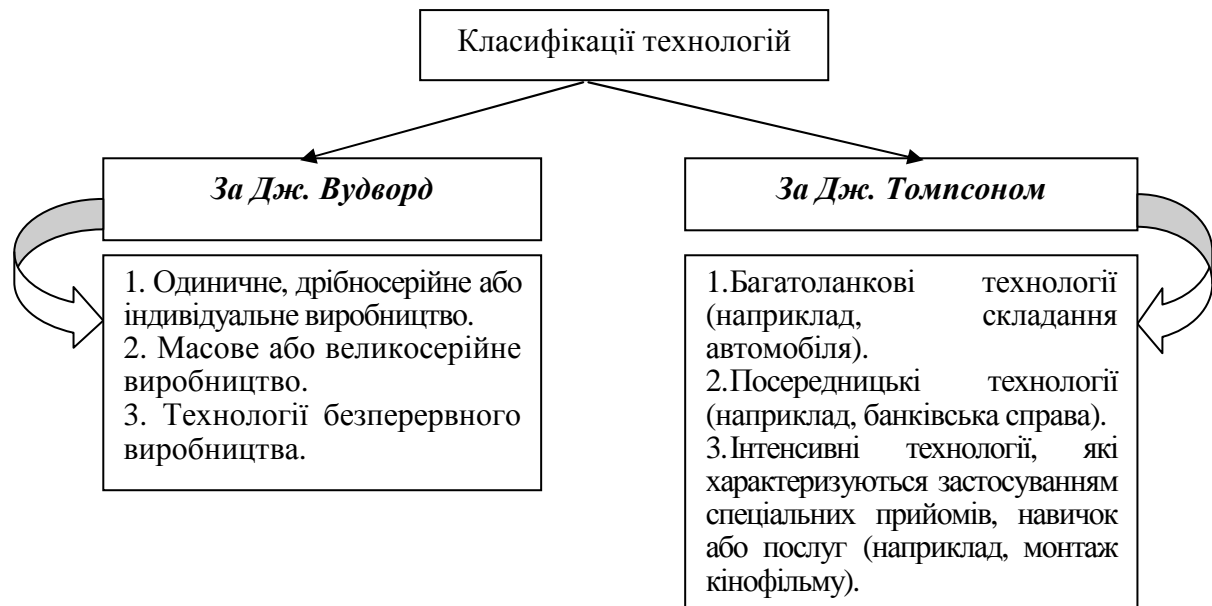 Класифікації технологій
За Дж. Вудворд
1. Одиничне, дрібносерійне або
індивідуальне виробництво.
2. Масове або великосерійне
виробництво.
3. Технології безперервного
виробництва.
За Дж. Томпсоном
1.Багатоланкові технології
(наприклад, складання
автомобіля).
2.Посередницькі технології
(наприклад, банківська справа).
3.Інтенсивні технології, які
характеризуються застосуванням
спеціальних прийомів, навичок
або послуг (наприклад, монтаж
кінофільму).